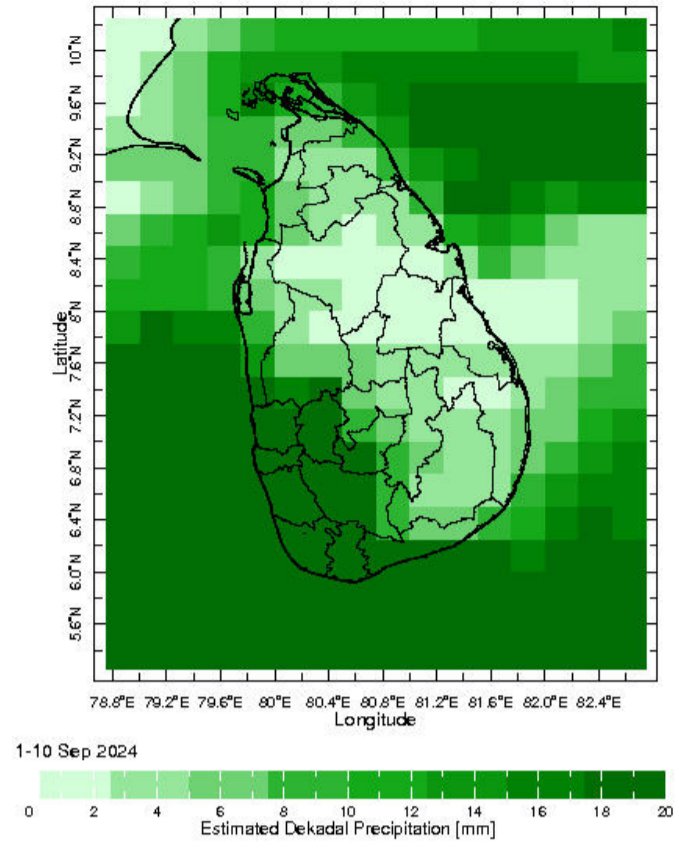 10°N
9.6°N
9.2°N
8.8°N
8.4°N
8°N
7.6°N
7.2°N
6.8°N
6.4°N
6.0°N
5.6°N
Latitude
78.8°E 79.2°E 79.6°E 80°E 80.4°E 80.8°E 81.2°E 81.6°E 82.0°E 82.4°E
Longitude
1-10 Sep 2024
0 2 4 6 8 10 12 14 16 18 20
Estimated Dekadal Precipitation [mm]